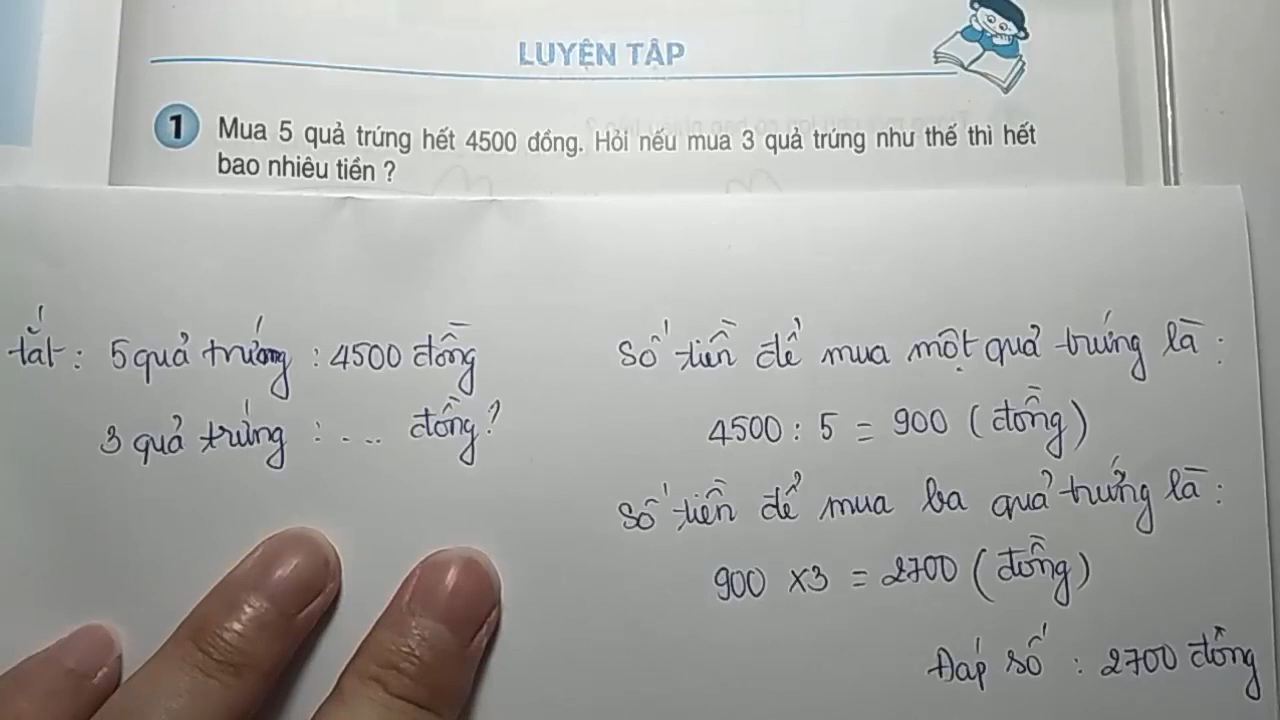 LUYỆN TẬP
1 Mua 5 quả trứng hết 4500 đồng. Hỏi nếu mua 3 quả trứng như thế thì hết
bao nhiêu tiền ?
tắt : 5 quả trứng : 4500 đồng
3 quả trứng : .... đồng?
Số tiền để mua một quả trứng là :
4500 : 5 = 900 (đồng)
Số tiền để mua ba quả trứng là :
900 x 3 = 2700 (đồng)
Đáp số : 2700 đồng